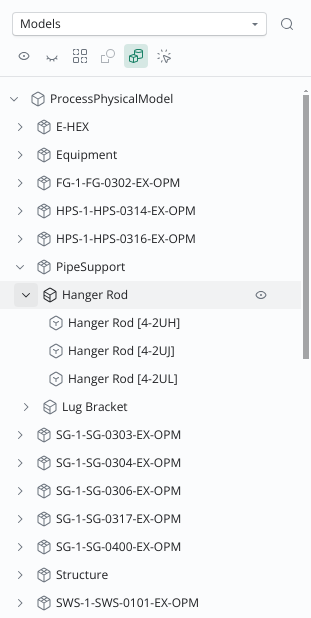 Models
ProcessPhysicalModel
E-HEX
Equipment
FG-1-FG-0302-EX-OPM
HPS-1-HPS-0314-EX-OPM
HPS-1-HPS-0316-EX-OPM
PipeSupport
Hanger Rod
Hanger Rod [4-2UH]
Hanger Rod [4-2UJ]
Hanger Rod [4-2UL]
Lug Bracket
SG-1-SG-0303-EX-OPM
SG-1-SG-0304-EX-OPM
SG-1-SG-0306-EX-OPM
SG-1-SG-0317-EX-OPM
SG-1-SG-0400-EX-OPM
Structure
SWS-1-SWS-0101-EX-OPM